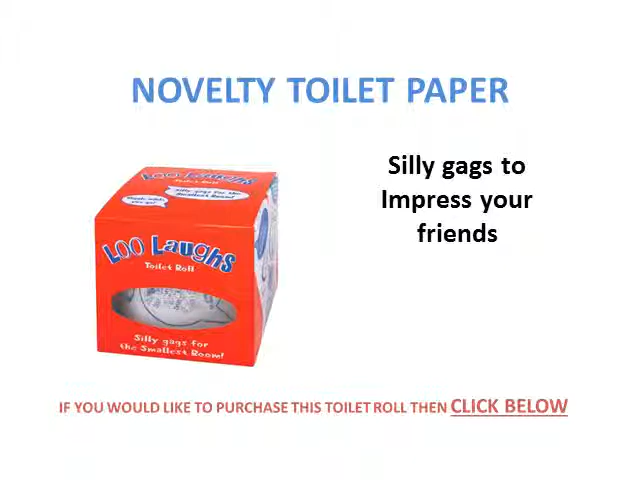 NOVELTY TOILET PAPER
Silly gags to
Impress your
friends
Loo Laughs
Toilet Roll
Silly gags for the
Smallest Room!
Loo Laughs
Toilet Roll
Silly gags for
the Smallest Room!
IF YOU WOULD LIKE TO PURCHASE THIS TOILET ROLL THEN CLICK BELOW